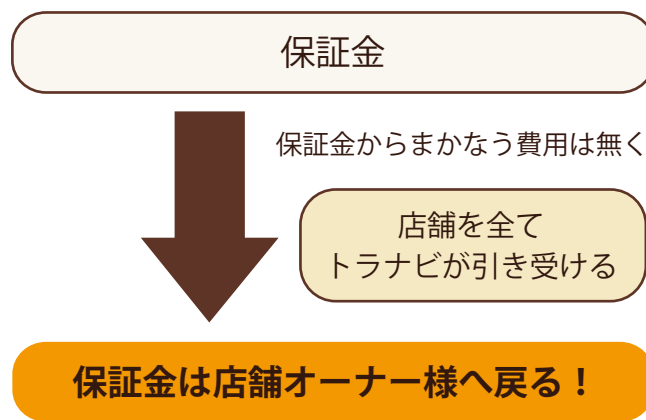 保証金
保証金からまかなう費用は無く
店舗を全て
トラナビが引き受ける
保証金は店舗オーナー様へ戻る！